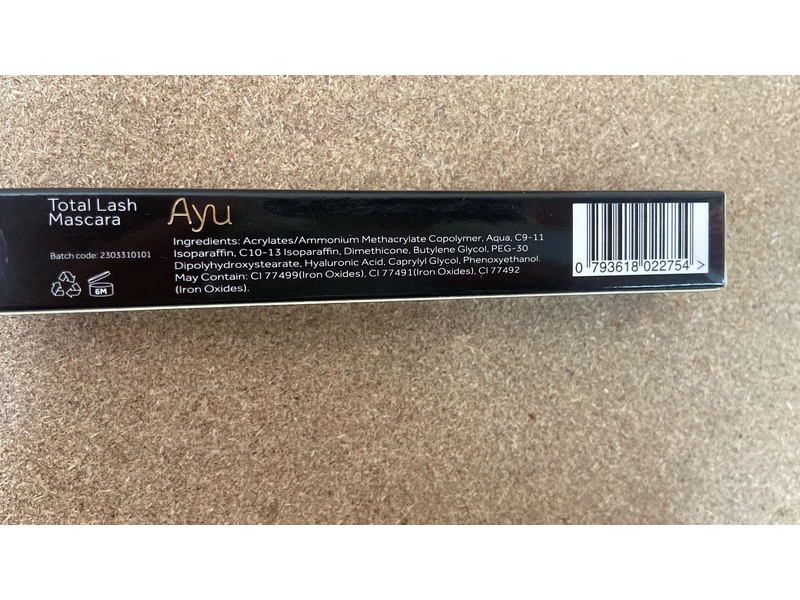 Total Lash
Mascara
Ayu
Batch code: 2303310101
6M
Ingredients: Acrylates/Ammonium Methacrylate Copolymer, Aqua, C9-11
Isoparaffin, C10-13 Isoparaffin, Dimethicone, Butylene Glycol, PEG-30
Dipolyhydroxystearate, Hyaluronic Acid, Caprylyl Glycol, Phenoxyethanol.
May Contain: CI 77499(Iron Oxides), CI 77491(Iron Oxides), CI 77492
(Iron Oxides).
0 793618 022754 >